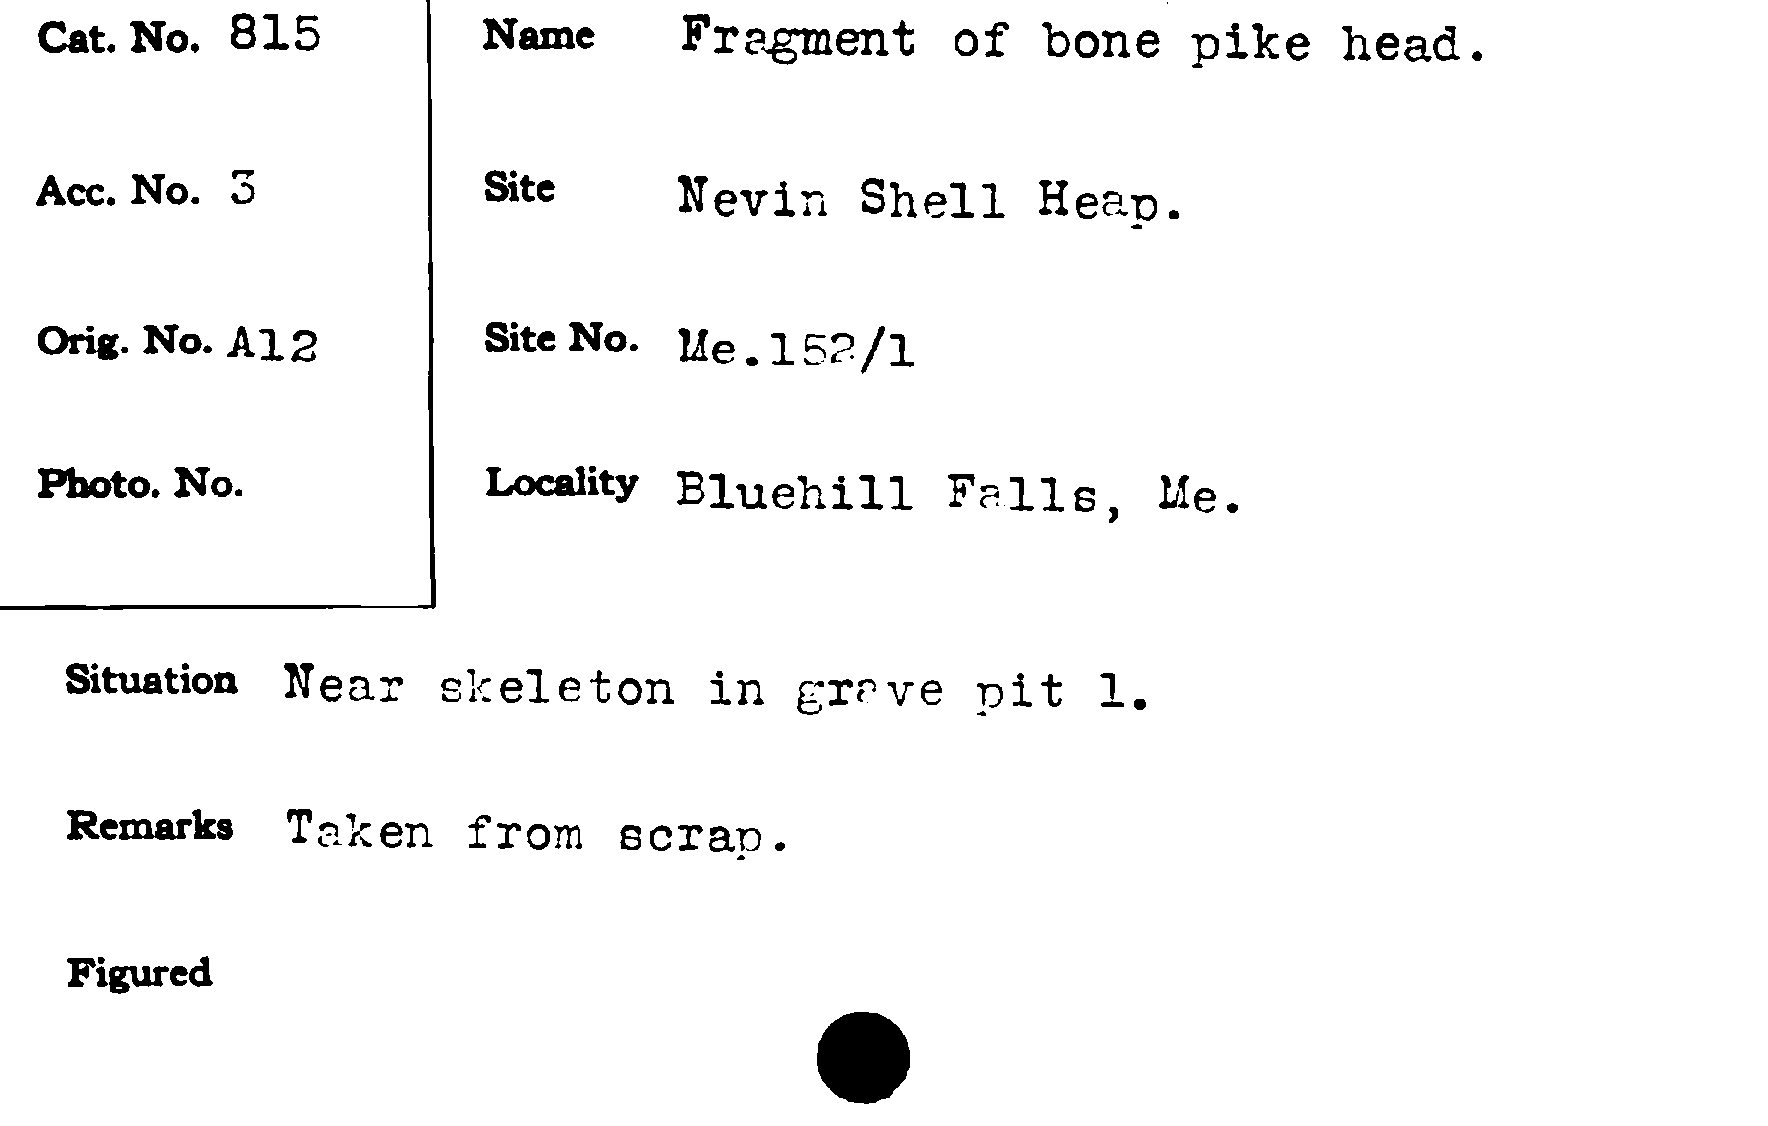 Cat. No. 815
Name Fragment of bone pike head.
Acc. No. 3
Site Nevin Shell Heap.
Orig. No. A12
Site No. Me.152/1
Photo. No.
Locality Bluehill Falls, Me.
Situation Near skeleton in grave pit 1.
Remarks Taken from scrap.
Figured